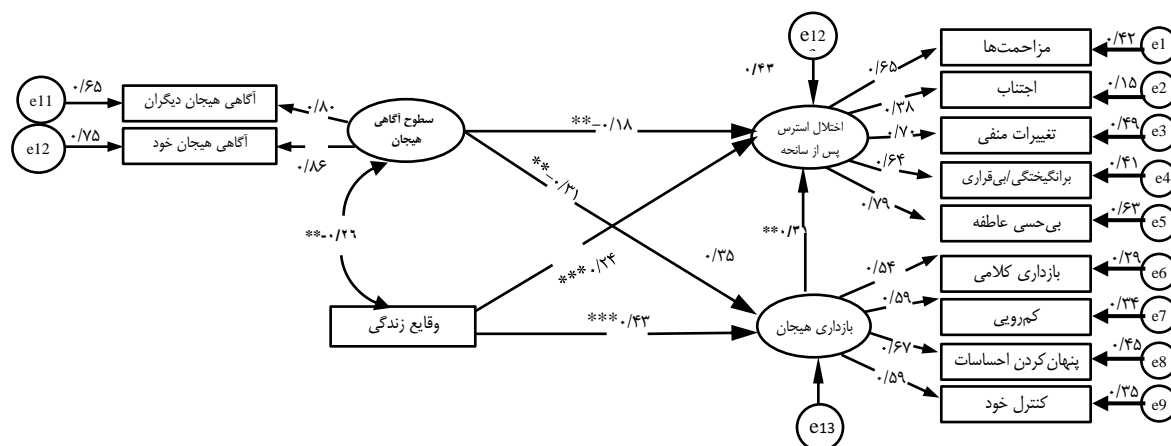 e12
۰/۴۳
e11
۰/۶۵
آگاهی هیجان دیگران
۰/۸۰
e12
۰/۷۵
آگاهی هیجان خود
۰/۸۶
سطوح آگاهی
هیجان
**-۰/۱۸
**-۰/۳۱
**-۰/۲۶
***۰/۲۴
***۰/۴۳
۰/۳۵
وقایع زندگی
اختلال استرس
پس از سانحه
**۰/۳
بازداری هیجان
e13
۰/۶۵
مزاحمت‌ها
۰/۴۲
e1
۰/۳۸
اجتناب
۰/۱۵
e2
۰/۷۰
تغییرات منفی
۰/۴۹
e3
۰/۶۴
برانگیختگی/بی‌قراری
۰/۴۱
e4
۰/۷۹
بی‌حسی عاطفه
۰/۶۳
e5
۰/۵۴
بازداری کلامی
۰/۲۹
e6
۰/۵۹
کم‌رویی
۰/۳۴
e7
۰/۶۷
پنهان کردن احساسات
۰/۴۵
e8
۰/۵۹
کنترل خود
۰/۳۵
e9